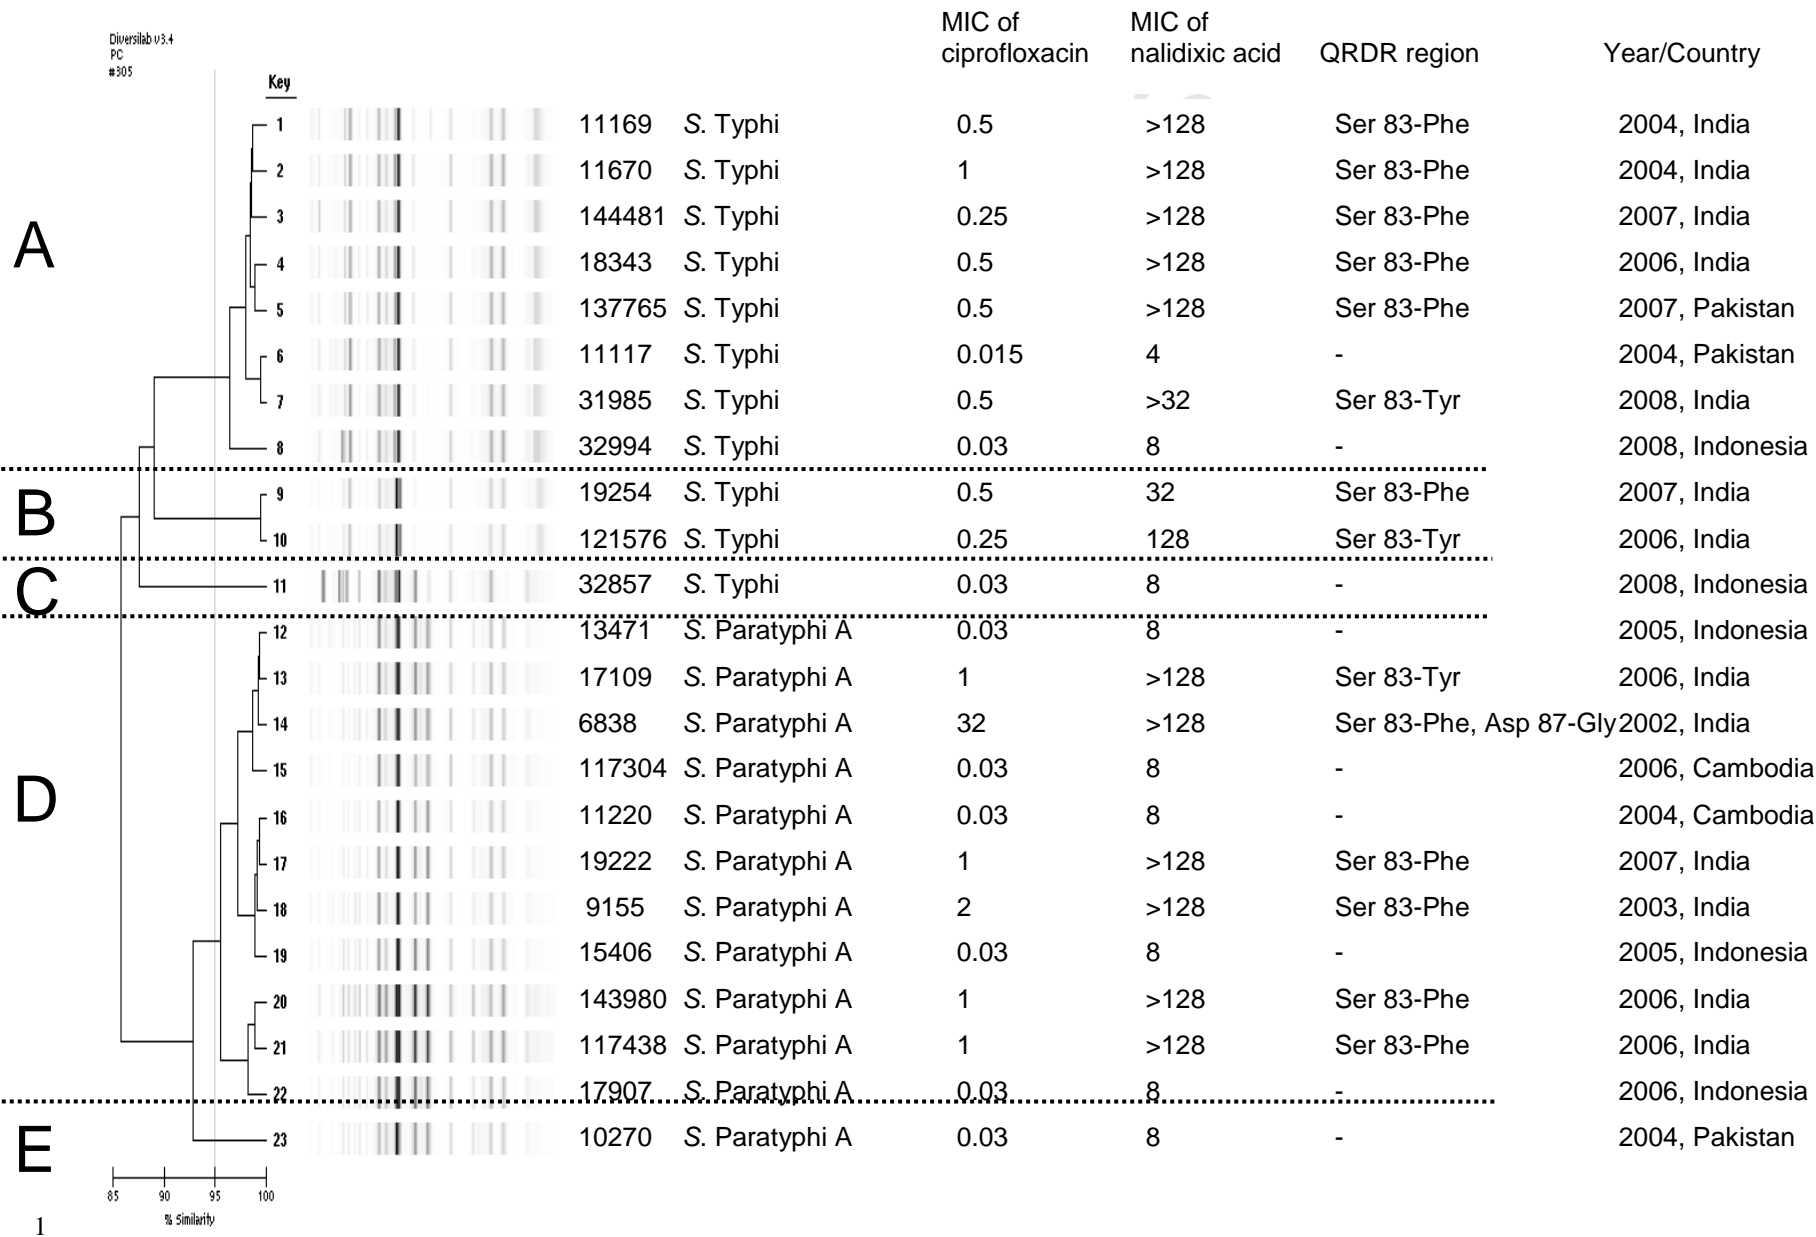 Diversilab v3.4
PC
#305
Key
MIC of ciprofloxacin MIC of nalidixic acid QRDR region Year/Country
A
1 11169 S. Typhi 0.5 >128 Ser 83-Phe 2004, India
2 11670 S. Typhi 1 >128 Ser 83-Phe 2004, India
3 144481 S. Typhi 0.25 >128 Ser 83-Phe 2007, India
4 18343 S. Typhi 0.5 >128 Ser 83-Phe 2006, India
5 137765 S. Typhi 0.5 >128 Ser 83-Phe 2007, Pakistan
6 11117 S. Typhi 0.015 4 - 2004, Pakistan
7 31985 S. Typhi 0.5 >32 Ser 83-Tyr 2008, India
8 32994 S. Typhi 0.03 8 - 2008, Indonesia
B
9 19254 S. Typhi 0.5 32 Ser 83-Phe 2007, India
10 121576 S. Typhi 0.25 128 Ser 83-Tyr 2006, India
C
11 32857 S. Typhi 0.03 8 - 2008, Indonesia
D
12 13471 S. Paratyphi A 0.03 8 - 2005, Indonesia
13 17109 S. Paratyphi A 1 >128 Ser 83-Tyr 2006, India
14 6838 S. Paratyphi A 32 >128 Ser 83-Phe, Asp 87-Gly 2002, India
15 117304 S. Paratyphi A 0.03 8 - 2006, Cambodia
16 11220 S. Paratyphi A 0.03 8 - 2004, Cambodia
17 19222 S. Paratyphi A 1 >128 Ser 83-Phe 2007, India
18 9155 S. Paratyphi A 2 >128 Ser 83-Phe 2003, India
19 15406 S. Paratyphi A 0.03 8 - 2005, Indonesia
20 143980 S. Paratyphi A 1 >128 Ser 83-Phe 2006, India
21 117438 S. Paratyphi A 1 >128 Ser 83-Phe 2006, India
22 17907 S. Paratyphi A 0.03 8 - 2006, Indonesia
E
23 10270 S. Paratyphi A 0.03 8 - 2004, Pakistan
85 90 95 100
% Similarity
1